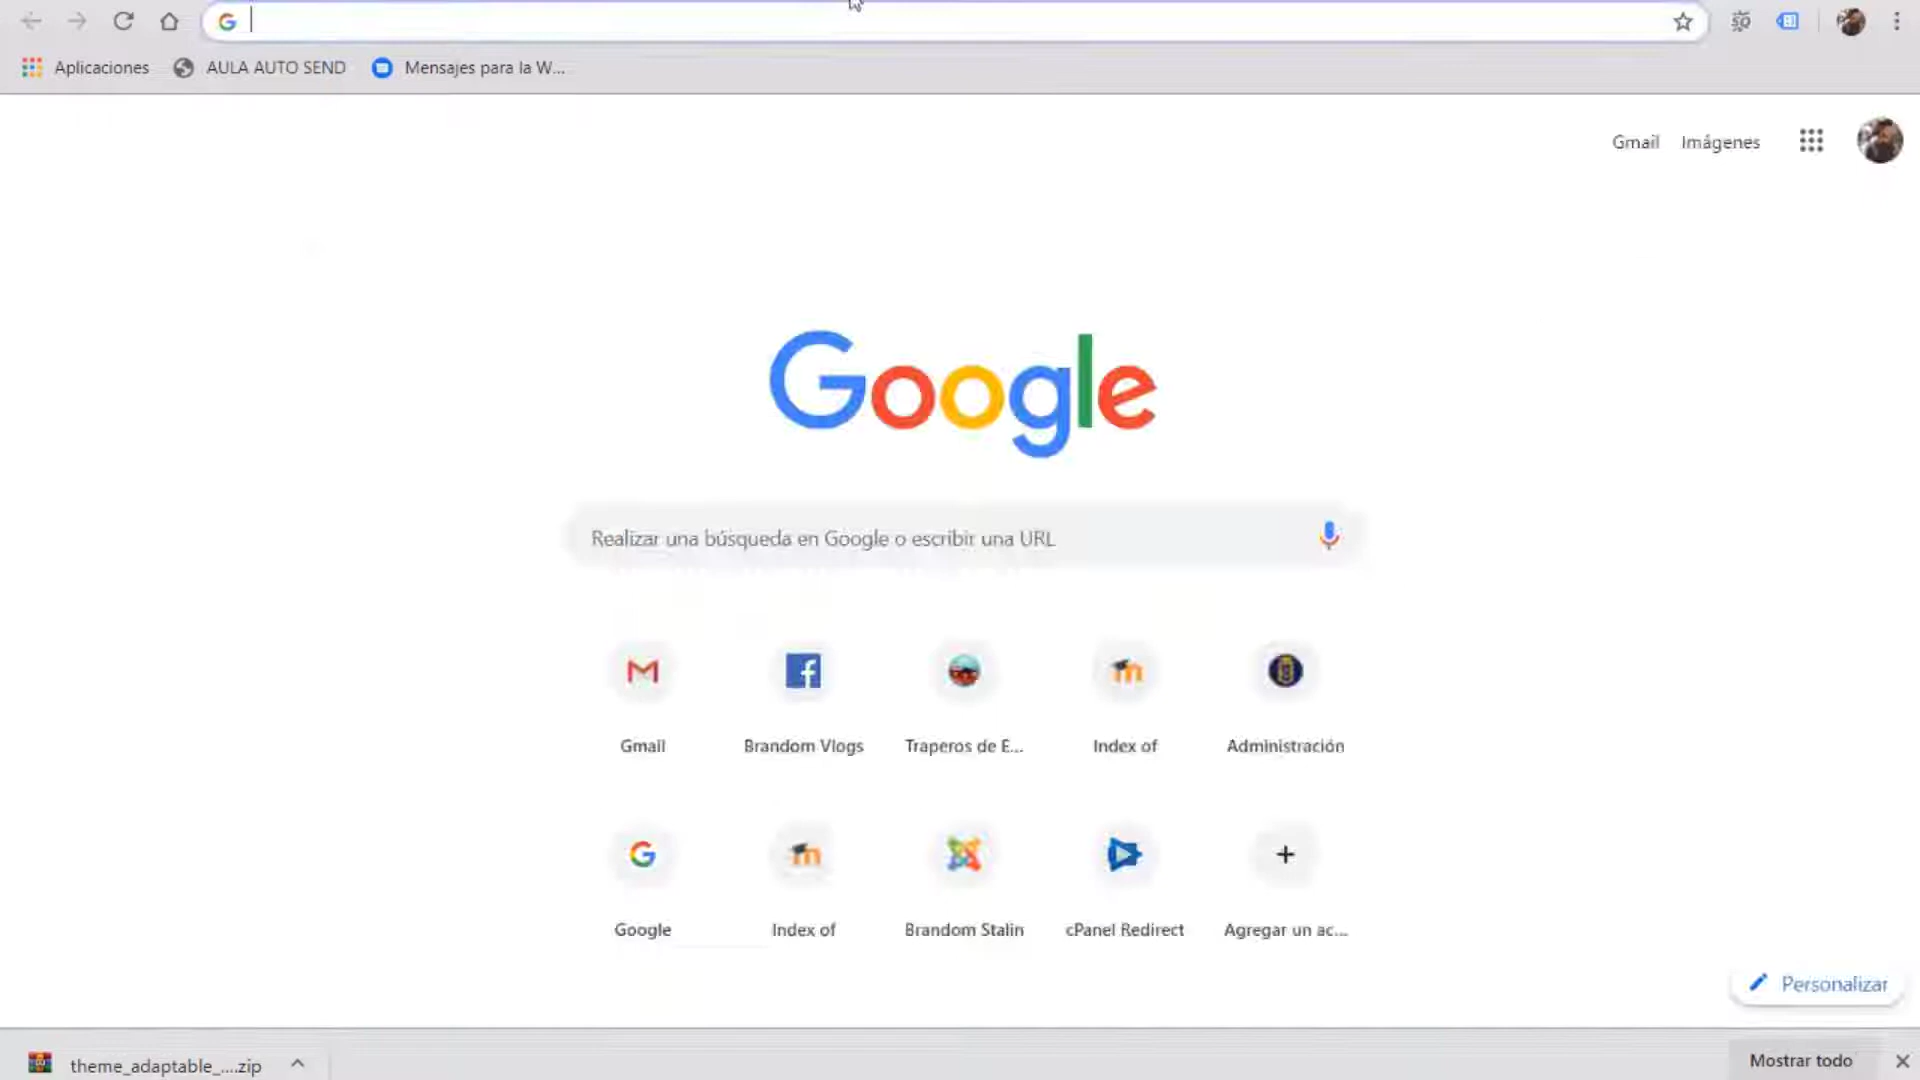 Aplicaciones AULA AUTO SEND Mensajes para la W...
Gmail Imágenes
Google
Realizar una búsqueda en Google o escribir una URL
Gmail Brandom Vlogs Traperos de E... Index of Administración
Google Index of Brandom Stalin cPanel Redirect Agregar un ac...
Personalizar
theme_adaptable_....zip Mostrar todo